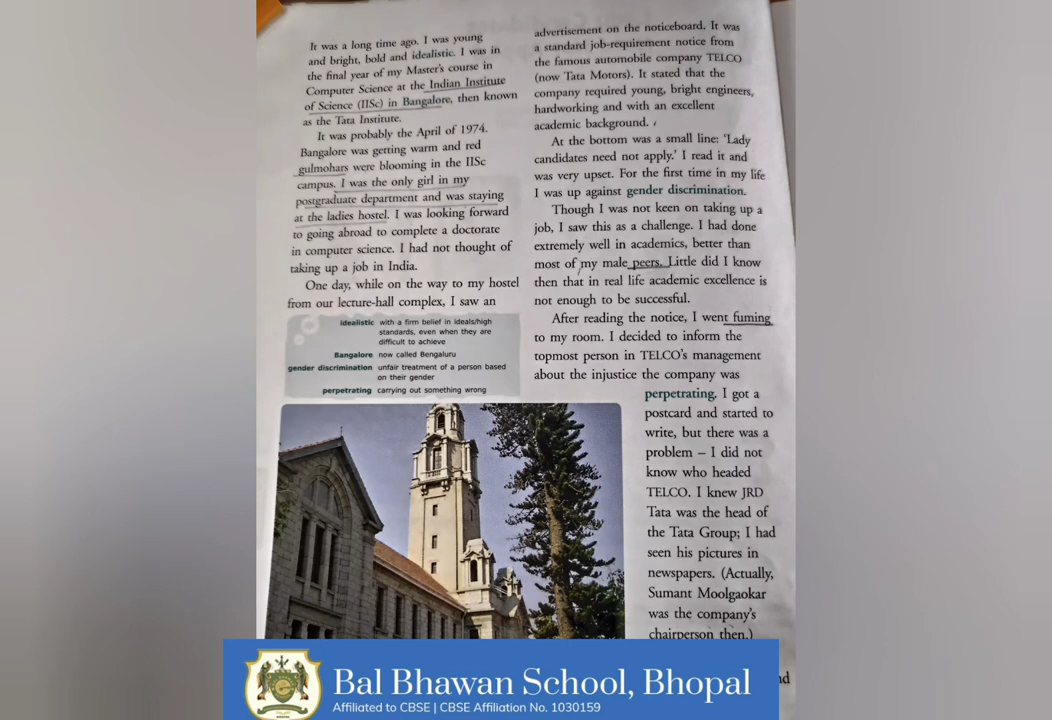 It was a long time ago. I was young
and bright, bold and idealistic. I was in
the final year of my Master's course in
Computer Science at the Indian Institute
of Science (IISc) in Bangalore, then known
as the Tata Institute.
It was probably the April of 1974.
Bangalore was getting warm and red
gulmohars were blooming in the IISc
campus. I was the only girl in my
postgraduate department and was staying
at the ladies hostel. I was looking forward
to going abroad to complete a doctorate
in computer science. I had not thought of
taking up a job in India.
One day, while on the way to my hostel
from our lecture-hall complex, I saw an
idealistic with a firm belief in ideals/high
standards, even when they are
difficult to achieve
Bangalore now called Bengaluru
gender discrimination unfair treatment of a person based
on their gender
perpetrating carrying out something wrong
advertisement on the noticeboard. It was
a standard job-requirement notice from
the famous automobile company TELCO
(now Tata Motors). It stated that the
company required young, bright engineers,
hardworking and with an excellent
academic background.
At the bottom was a small line: 'Lady
candidates need not apply.' I read it and
was very upset. For the first time in my life
I was up against gender discrimination.
Though I was not keen on taking up a
job, I saw this as a challenge. I had done
extremely well in academics, better than
most of my male peers. Little did I know
then that in real life academic excellence is
not enough to be successful.
After reading the notice, I went fuming
to my room. I decided to inform the
topmost person in TELCO's management
about the injustice the company was
perpetrating. I got a
postcard and started to
write, but there was a
problem – I did not
know who headed
TELCO. I knew JRD
Tata was the head of
the Tata Group; I had
seen his pictures in
newspapers. (Actually,
Sumant Moolgaokar
was the company's
chairperson then.)
Bal Bhawan School, Bhopal
Affiliated to CBSE | CBSE Affiliation No. 1030159